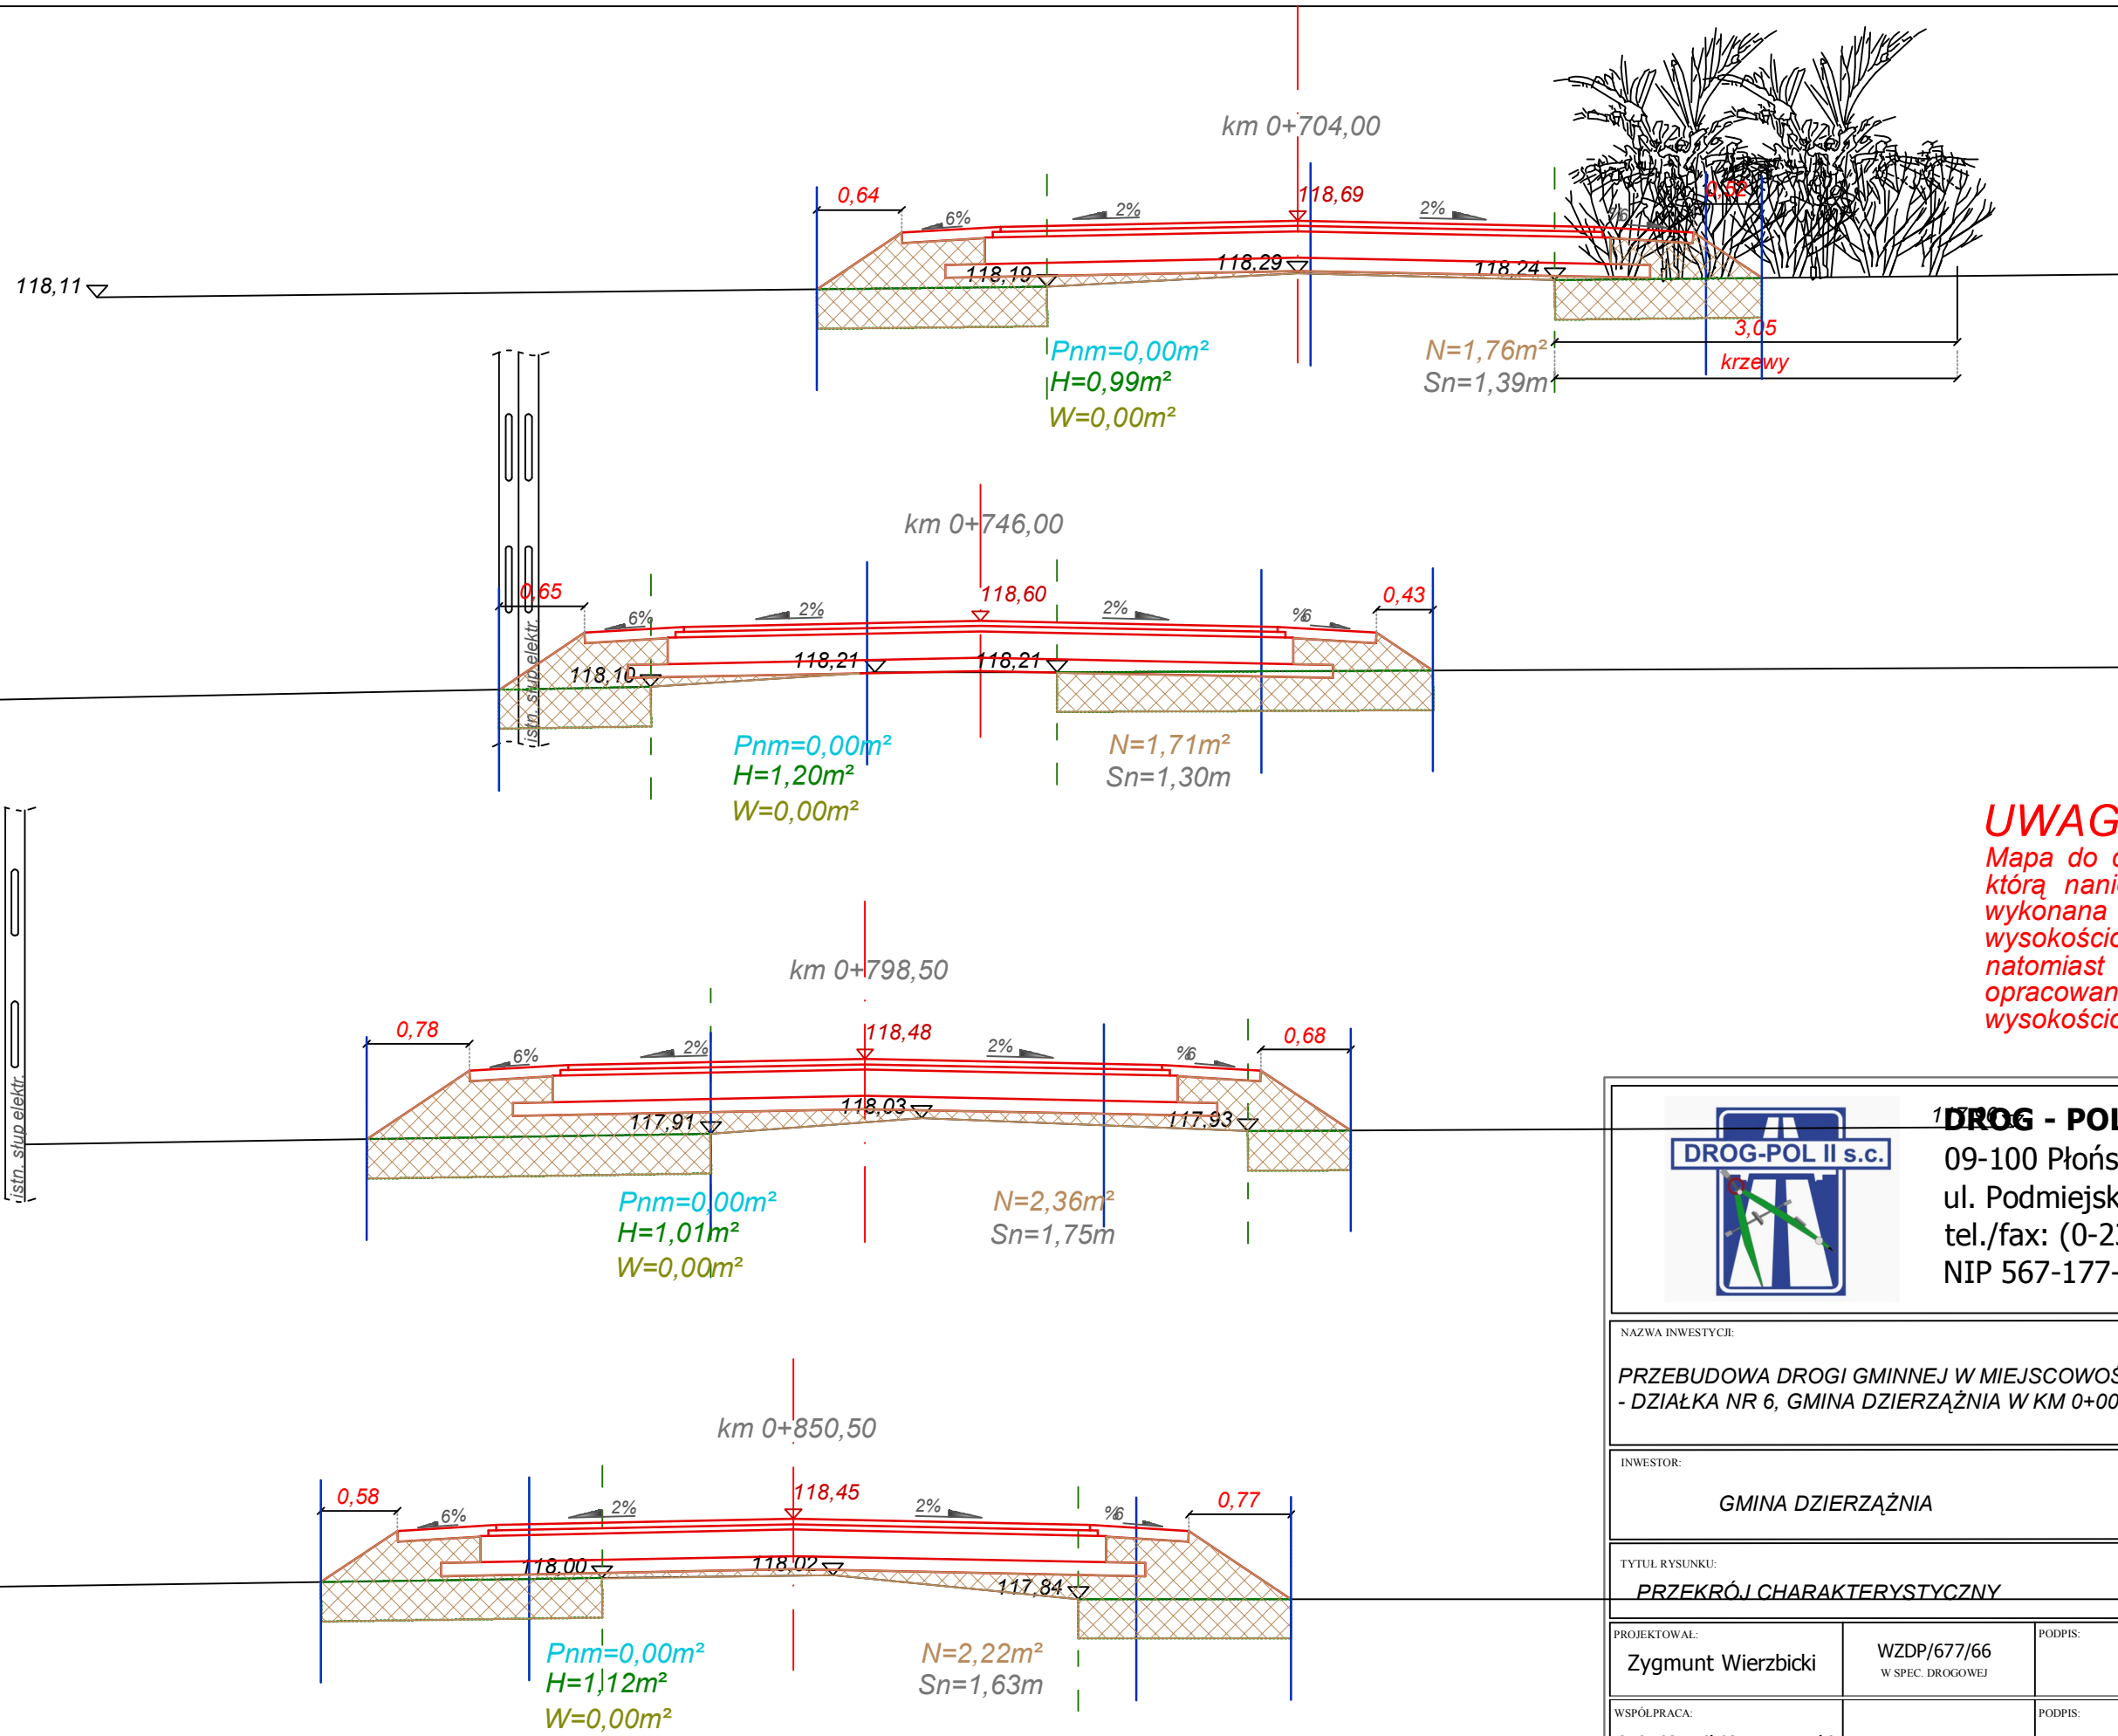 km 0+704,00
0,64
6%
2%
118,69
2%
%6
0,52
118,11
118,19
118,29
118,24
Pnm=0,00m²
H=0,99m²
W=0,00m²
N=1,76m²
Sn=1,39m
3,05
krzewy
km 0+746,00
0,65
6%
2%
118,60
2%
%6
0,43
istn. słup elektr.
118,10
118,21
118,21
Pnm=0,00m²
H=1,20m²
W=0,00m²
N=1,71m²
Sn=1,30m
UWAG
Mapa do
którą nani
wykonana
wysokości
natomiast
opracowan
wysokości
km 0+798,50
0,78
6%
2%
118,48
2%
%6
0,68
istn. słup elektr.
117,91
118,03
117,93
Pnm=0,00m²
H=1,01m²
W=0,00m²
N=2,36m²
Sn=1,75m
DROG-POL II s.c.
DROG - POL
09-100 Płońs
ul. Podmiejsk
tel./fax: (0-23
NIP 567-177-
NAZWA INWESTYCJI:
PRZEBUDOWA DROGI GMINNEJ W MIEJSCOWOŚ
- DZIAŁKA NR 6, GMINA DZIERZĄŻNIA W KM 0+00
INWESTOR:
GMINA DZIERZĄŻNIA
TYTUŁ RYSUNKU:
PRZEKRÓJ CHARAKTERYSTYCZNY
PROJEKTOWAŁ:
Zygmunt Wierzbicki
WZDP/677/66
W SPEC. DROGOWEJ
PODPIS:
WSPÓŁPRACA:
PODPIS:
km 0+850,50
0,58
6%
2%
118,45
2%
%6
0,77
118,00
118,02
117,84
Pnm=0,00m²
H=1,12m²
W=0,00m²
N=2,22m²
Sn=1,63m